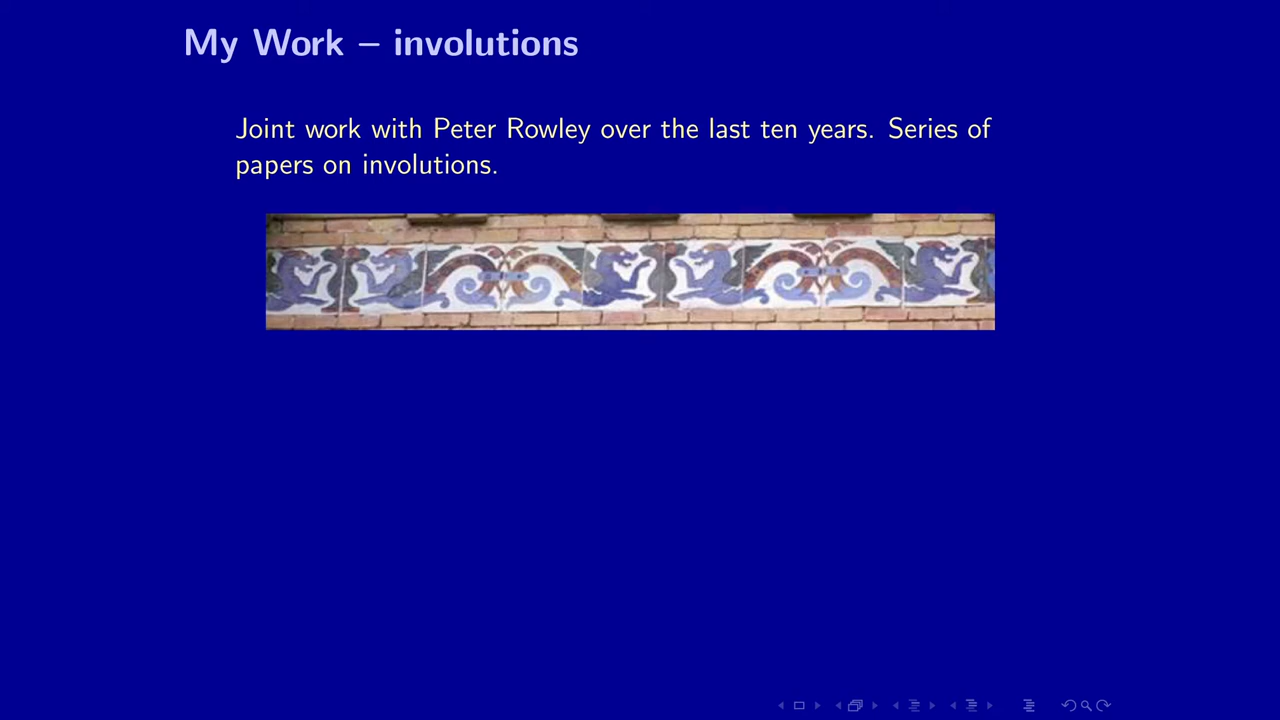 My Work – involutions
Joint work with Peter Rowley over the last ten years. Series of
papers on involutions.